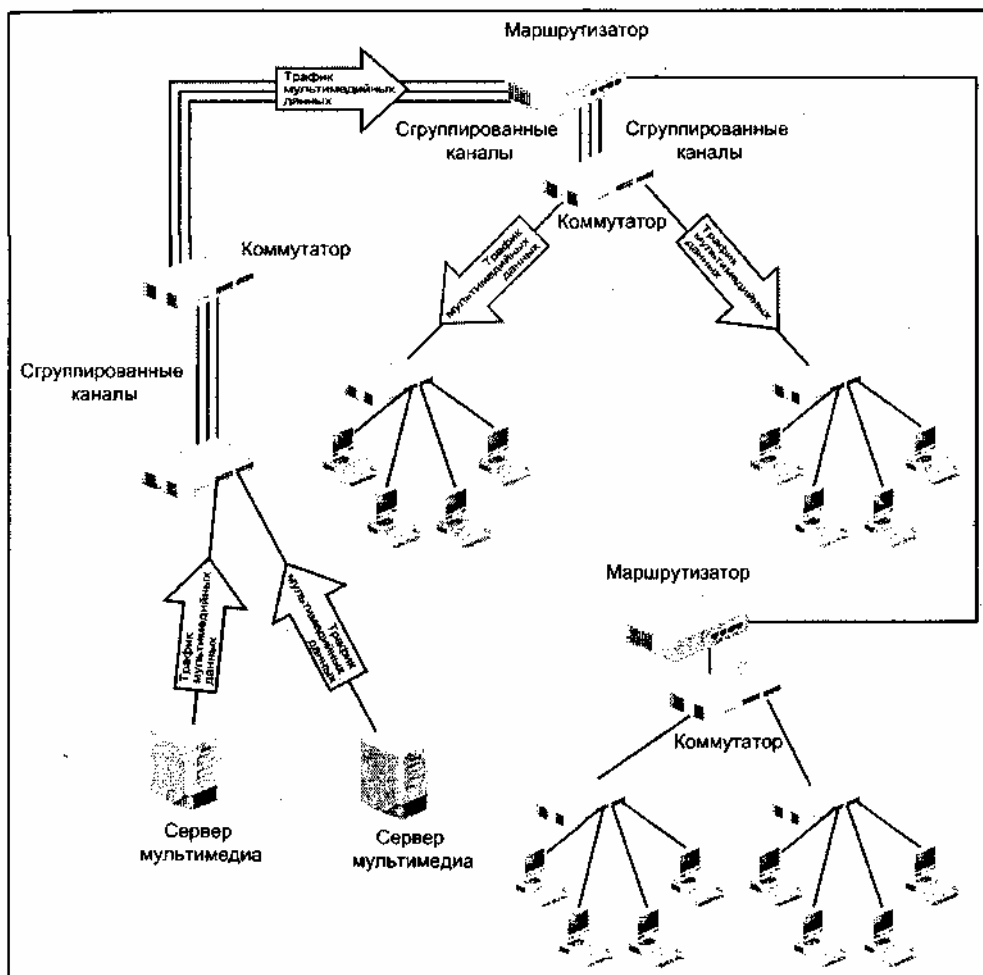 Маршрутизатор
Трафик
мультимедийных
данных
Сгруппированные
каналы
Сгруппированные
каналы
Коммутатор
Трафик
мультимедийных
данных
Трафик
мультимедийных
данных
Коммутатор
Сгруппированные
каналы
Маршрутизатор
Трафик
мультимедийных
данных
Трафик
мультимедийных
данных
Коммутатор
Сервер
мультимедиа
Сервер
мультимедиа